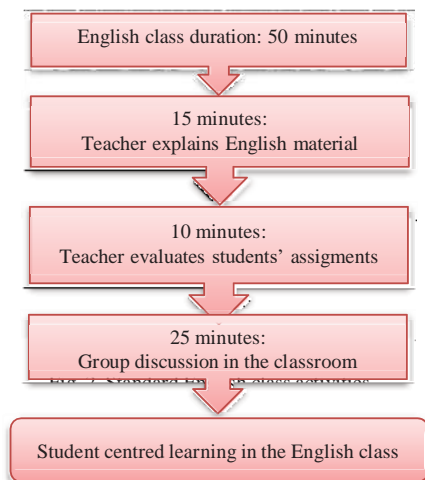 English class duration: 50 minutes
15 minutes:
Teacher explains English material
10 minutes:
Teacher evaluates students’ assigments
25 minutes:
Group discussion in the classroom
Student centred learning in the English class